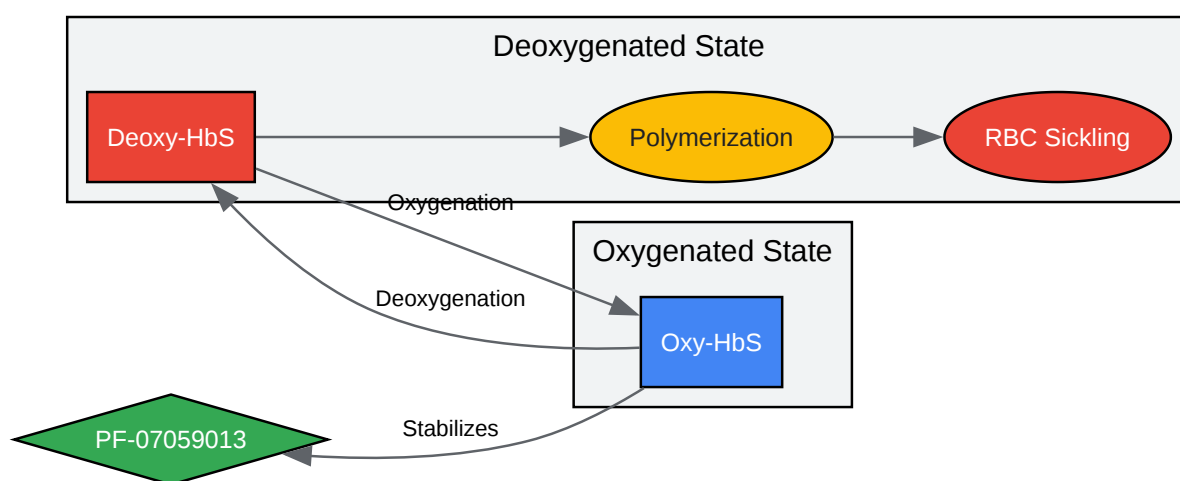 Deoxygenated State
Deoxy-HbS
Polymerization
RBC Sickling
Oxygenation
Oxygenated State
Deoxygenation
Oxy-HbS
Stabilizes
PF-07059013